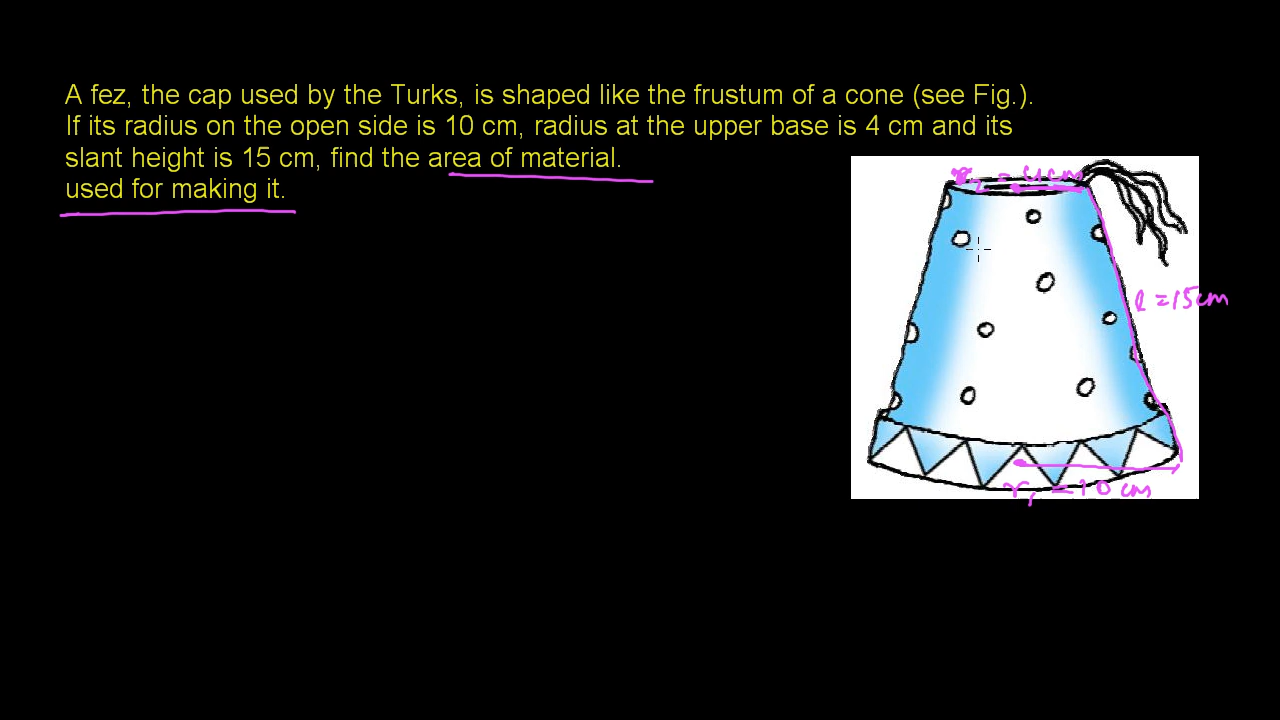 A fez, the cap used by the Turks, is shaped like the frustum of a cone (see Fig.).
If its radius on the open side is 10 cm, radius at the upper base is 4 cm and its
slant height is 15 cm, find the area of material.
used for making it.
r2 = 4cm
l = 15cm
r1 = 10 cm